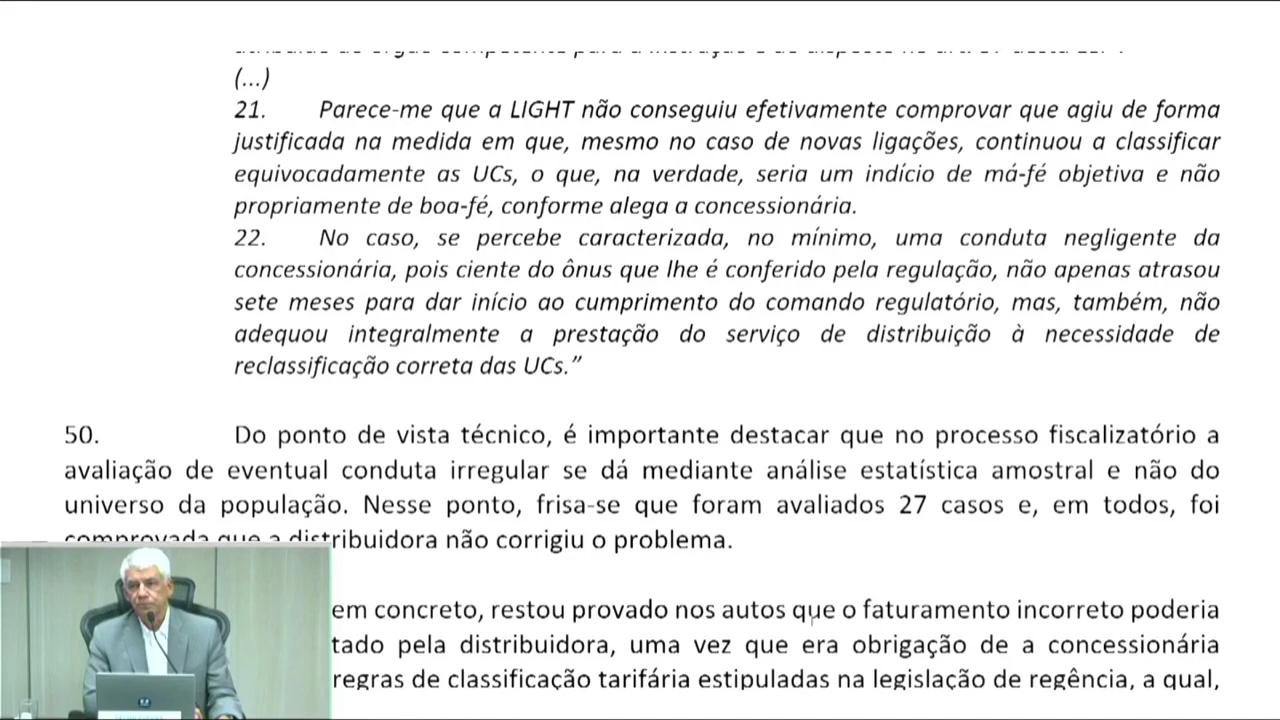 (...)
21. Parece-me que a LIGHT não conseguiu efetivamente comprovar que agiu de forma
justificada na medida em que, mesmo no caso de novas ligações, continuou a classificar
equivocadamente as UCs, o que, na verdade, seria um indício de má-fé objetiva e não
propriamente de boa-fé, conforme alega a concessionária.
22. No caso, se percebe caracterizada, no mínimo, uma conduta negligente da
concessionária, pois ciente do ônus que lhe é conferido pela regulação, não apenas atrasou
sete meses para dar início ao cumprimento do comando regulatório, mas, também, não
adequou integralmente a prestação do serviço de distribuição à necessidade de
reclassificação correta das UCs.”
50. Do ponto de vista técnico, é importante destacar que no processo fiscalizatório a
avaliação de eventual conduta irregular se dá mediante análise estatística amostral e não do
universo da população. Nesse ponto, frisa-se que foram avaliados 27 casos e, em todos, foi
comprovada que a distribuidora não corrigiu o problema.
em concreto, restou provado nos autos que o faturamento incorreto poderia
tado pela distribuidora, uma vez que era obrigação de a concessionária
regras de classificação tarifária estipuladas na legislação de regência, a qual,